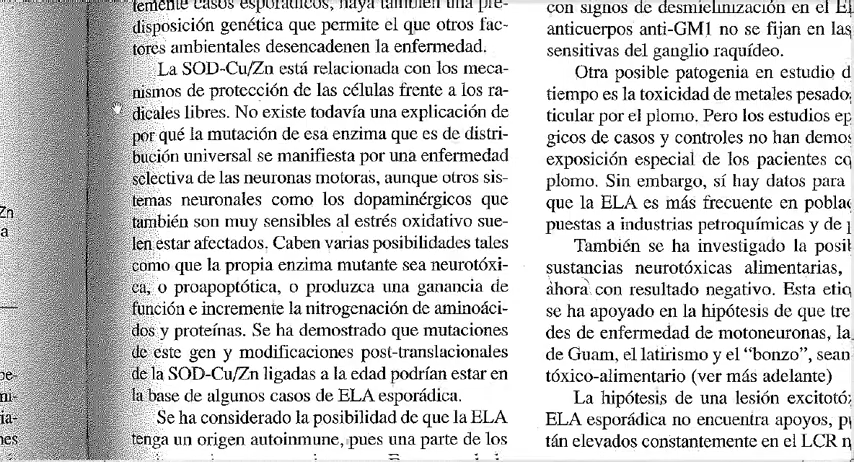 Zn
a
pe-
mi-
ia-
nes
temente casos esporádicos, haya también una pre-
disposición genética que permite el que otros fac-
tores ambientales desencadenen la enfermedad.
La SOD-Cu/Zn está relacionada con los meca-
nismos de protección de las células frente a los ra-
dicales libres. No existe todavía una explicación de
por qué la mutación de esa enzima que es de distri-
bución universal se manifiesta por una enfermedad
selectiva de las neuronas motoras, aunque otros sis-
temas neuronales como los dopaminérgicos que
también son muy sensibles al estrés oxidativo sue-
len estar afectados. Caben varias posibilidades tales
como que la propia enzima mutante sea neurotóxi-
ca, o proapoptótica, o produzca una ganancia de
función e incremente la nitrogenación de aminoáci-
dos y proteínas. Se ha demostrado que mutaciones
de este gen y modificaciones post-translacionales
de la SOD-Cu/Zn ligadas a la edad podrían estar en
la base de algunos casos de ELA esporádica.
Se ha considerado la posibilidad de que la ELA
tenga un origen autoinmune, pues una parte de los
con signos de desmielinización en el
anticuerpos anti-GM1 no se fijan en las
sensitivas del ganglio raquídeo.
Otra posible patogenia en estudio d
tiempo es la toxicidad de metales pesado
ticular por el plomo. Pero los estudios ep
gicos de casos y controles no han demos
exposición especial de los pacientes co
plomo. Sin embargo, sí hay datos para
que la ELA es más frecuente en poblac
puestas a industrias petroquímicas y de
También se ha investigado la posib
sustancias neurotóxicas alimentarias,
ahora con resultado negativo. Esta etio
se ha apoyado en la hipótesis de que tre
des de enfermedad de motoneuronas, la
de Guam, el latirismo y el “bonzo”, sean
tóxico-alimentario (ver más adelante)
La hipótesis de una lesión excitotó
ELA esporádica no encuentra apoyos, p
tán elevados constantemente en el LCR n